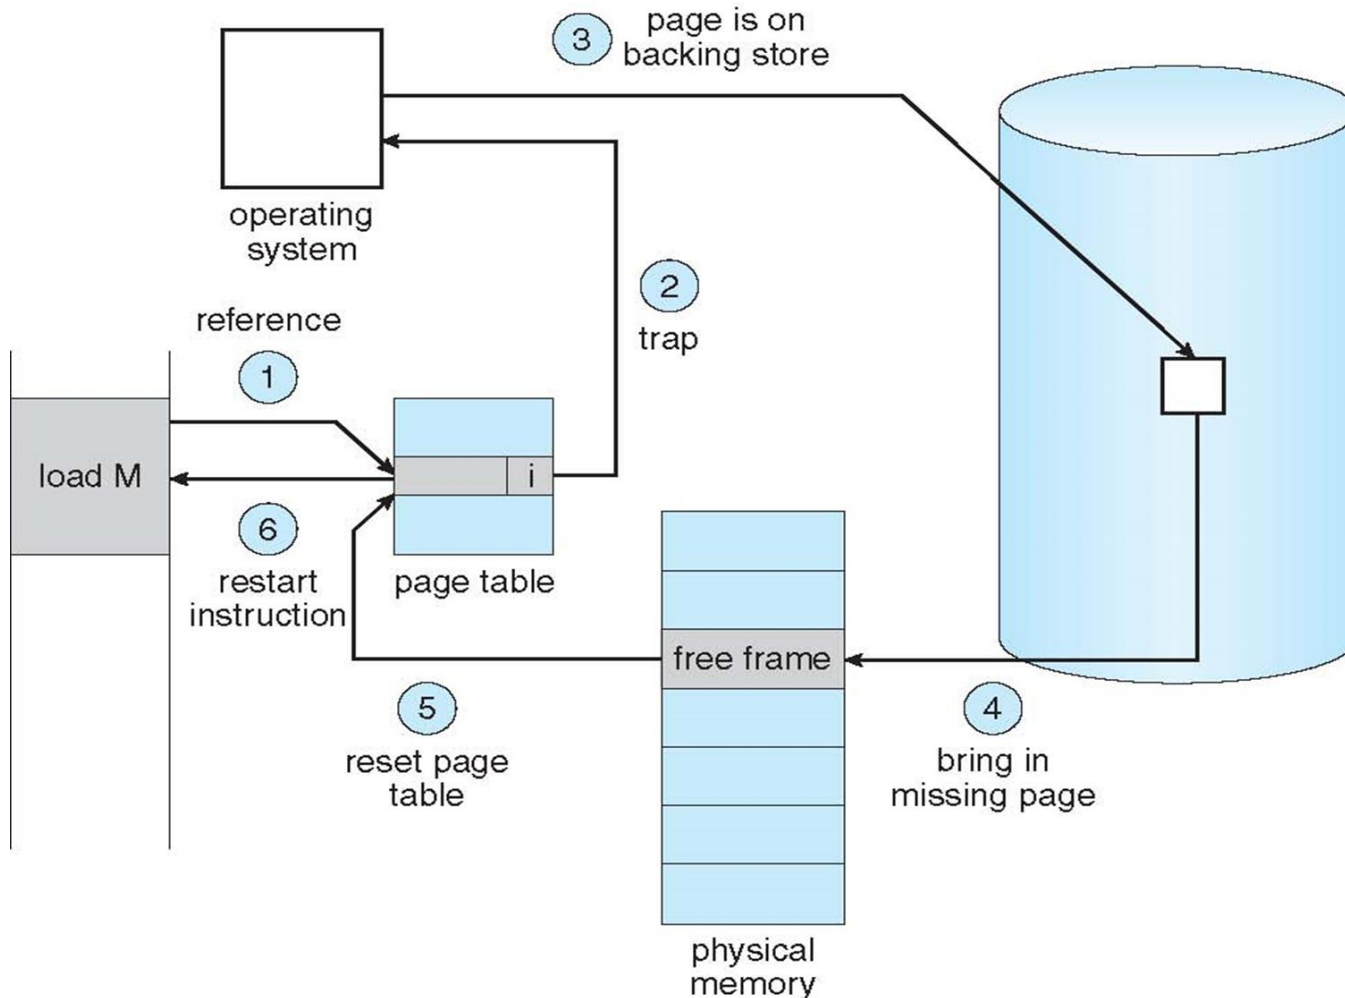 3
page is on
backing store
operating
system
2
trap
reference
1
load M
i
6
restart
instruction
page table
free frame
5
reset page
table
4
bring in
missing page
physical
memory